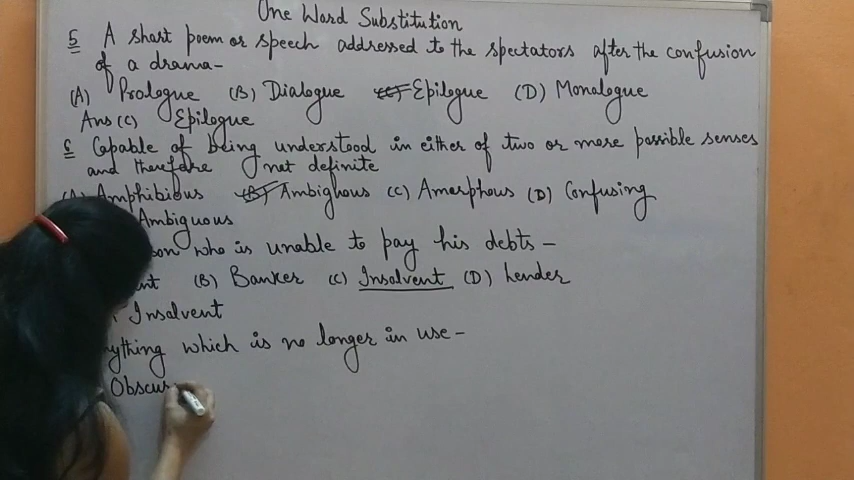 One Word Substitution
5 A short poem or speech addressed to the spectators after the confusion
of a drama-
(A) Prologue (B) Dialogue (C) Epilogue (D) Monologue
Ans (C) Epilogue
6 Capable of being understood in either of two or more possible senses
and therefore not definite
(A) Amphibious (B) Ambiguous (C) Amorphous (D) Confusing
Ambiguous
who is unable to pay his debts-
(B) Banker (C) Insolvent (D) Lender
Insolvent
which is no longer in use-
Obscu